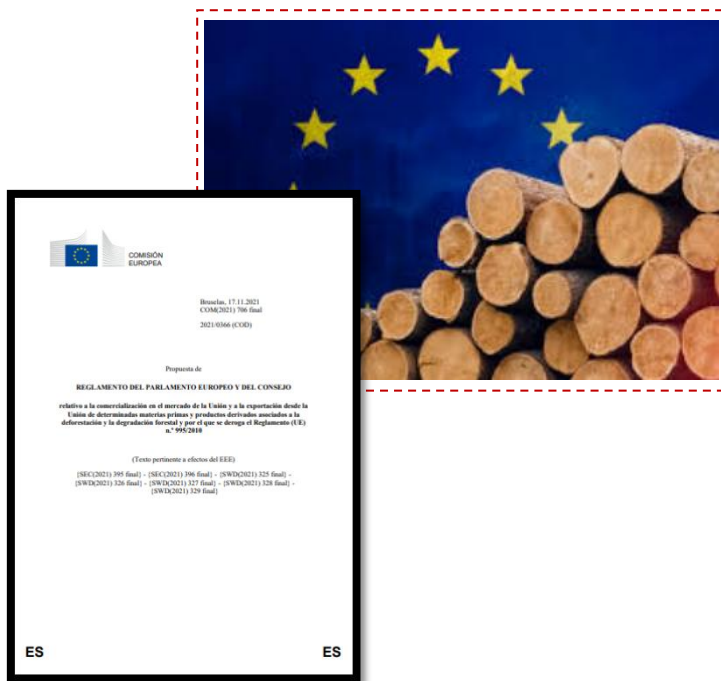 COMISIÓN
EUROPEA
Bruselas, 17.11.2021
COM(2021) 706 final
2021/0366 (COD)
Propuesta de
REGLAMENTO DEL PARLAMENTO EUROPEO Y DEL CONSEJO
relativo a la comercialización en el mercado de la Unión y a la exportación desde la
Unión de determinadas materias primas y productos derivados asociados a la
deforestación y la degradación forestal y por el que se deroga el Reglamento (UE)
n.º 995/2010
(Texto pertinente a efectos del EEE)
{SEC(2021) 395 final} - {SEC(2021) 396 final} - {SWD(2021) 325 final} -
{SWD(2021) 326 final} - {SWD(2021) 327 final} - {SWD(2021) 328 final} -
{SWD(2021) 329 final}
ES ES